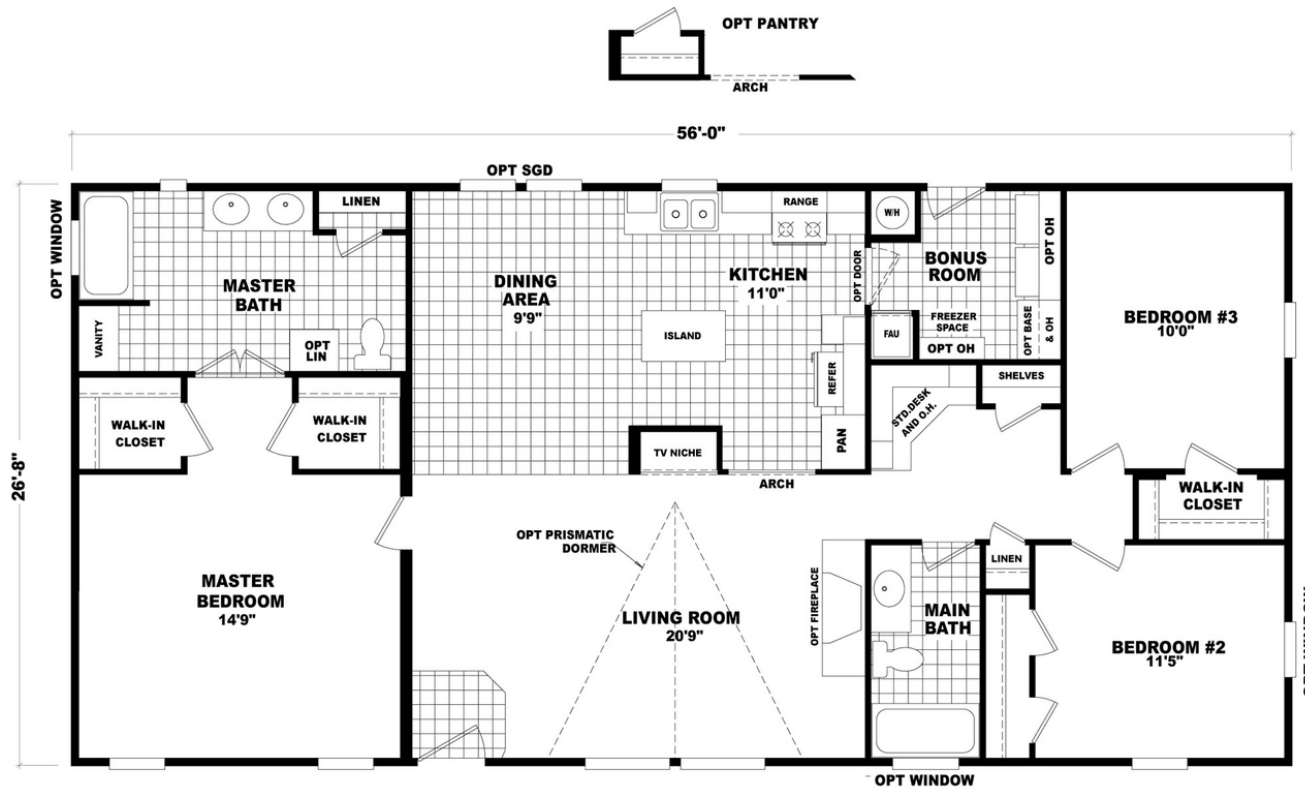 OPT PANTRY
ARCH
56'-0"
26'-8"
OPT WINDOW
LINEN
MASTER
BATH
VANITY
OPT
LIN
WALK-IN
CLOSET
WALK-IN
CLOSET
MASTER
BEDROOM
14'9"
OPT SGD
DINING
AREA
9'9"
RANGE
KITCHEN
11'0"
ISLAND
REFER
PAN
TV NICHE
ARCH
OPT DOOR
W/H
BONUS
ROOM
OPT OH
FAU
FREEZER
SPACE
OPT OH
OPT BASE
& OH
STD.DESK
AND O.H.
SHELVES
BEDROOM #3
10'0"
WALK-IN
CLOSET
OPT PRISMATIC
DORMER
LIVING ROOM
20'9"
OPT FIREPLACE
MAIN
BATH
LINEN
BEDROOM #2
11'5"
OPT WINDOW